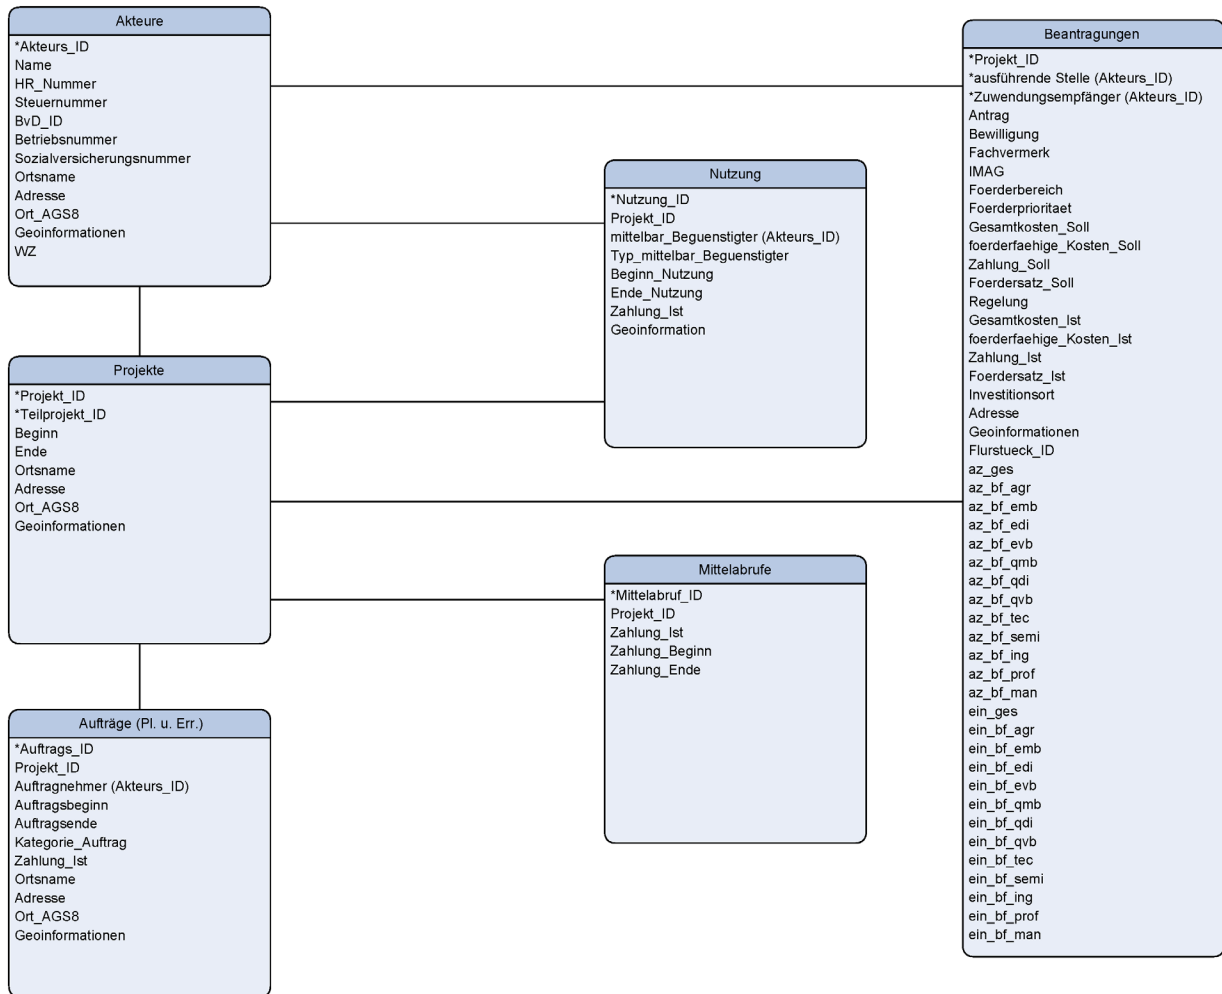 Akteure
*Akteurs_ID
Name
HR_Nummer
Steuernummer
BvD_ID
Betriebsnummer
Sozialversicherungsnummer
Ortsname
Adresse
Ort_AGS8
Geoinformationen
WZ
Projekte
*Projekt_ID
*Teilprojekt_ID
Beginn
Ende
Ortsname
Adresse
Ort_AGS8
Geoinformationen
Aufträge (Pl. u. Err.)
*Auftrags_ID
Projekt_ID
Auftragnehmer (Akteurs_ID)
Auftragsbeginn
Auftragsende
Kategorie_Auftrag
Zahlung_Ist
Ortsname
Adresse
Ort_AGS8
Geoinformationen
Nutzung
*Nutzung_ID
Projekt_ID
mittelbar_Beguenstigter (Akteurs_ID)
Typ_mittelbar_Beguenstigter
Beginn_Nutzung
Ende_Nutzung
Zahlung_Ist
Geoinformation
Mittelabrufe
*Mittelabruf_ID
Projekt_ID
Zahlung_Ist
Zahlung_Beginn
Zahlung_Ende
Beantragungen
*Projekt_ID
*ausführende Stelle (Akteurs_ID)
*Zuwendungsempfänger (Akteurs_ID)
Antrag
Bewilligung
Fachvermerk
IMAG
Foerderbereich
Foerderprioritaet
Gesamtkosten_Soll
foerderfaehige_Kosten_Soll
Zahlung_Soll
Foerdersatz_Soll
Regelung
Gesamtkosten_Ist
foerderfaehige_Kosten_Ist
Zahlung_Ist
Foerdersatz_Ist
Investitionsort
Adresse
Geoinformationen
Flurstueck_ID
az_ges
az_bf_agr
az_bf_emb
az_bf_edi
az_bf_evb
az_bf_qmb
az_bf_qdi
az_bf_qvb
az_bf_tec
az_bf_semi
az_bf_ing
az_bf_prof
az_bf_man
ein_ges
ein_bf_agr
ein_bf_emb
ein_bf_edi
ein_bf_evb
ein_bf_qmb
ein_bf_qdi
ein_bf_qvb
ein_bf_tec
ein_bf_semi
ein_bf_ing
ein_bf_prof
ein_bf_man